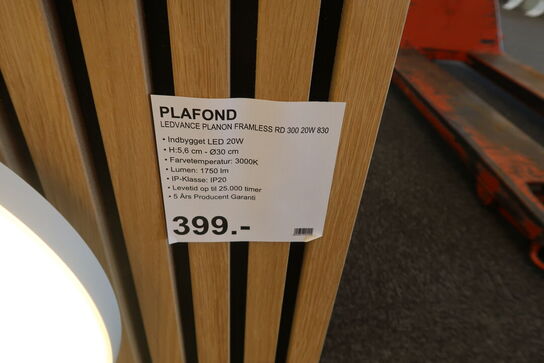 PLAFOND
LEDVANCE PLANON FRAMLESS RD 300 20W 830
• Indbygget LED 20W
• H:5,6 cm - Ø30 cm
• Farvetemperatur: 3000K
• Lumen: 1750 lm
• IP-Klasse: IP20
• Levetid op til 25.000 timer
• 5 Års Producent Garanti
399.-